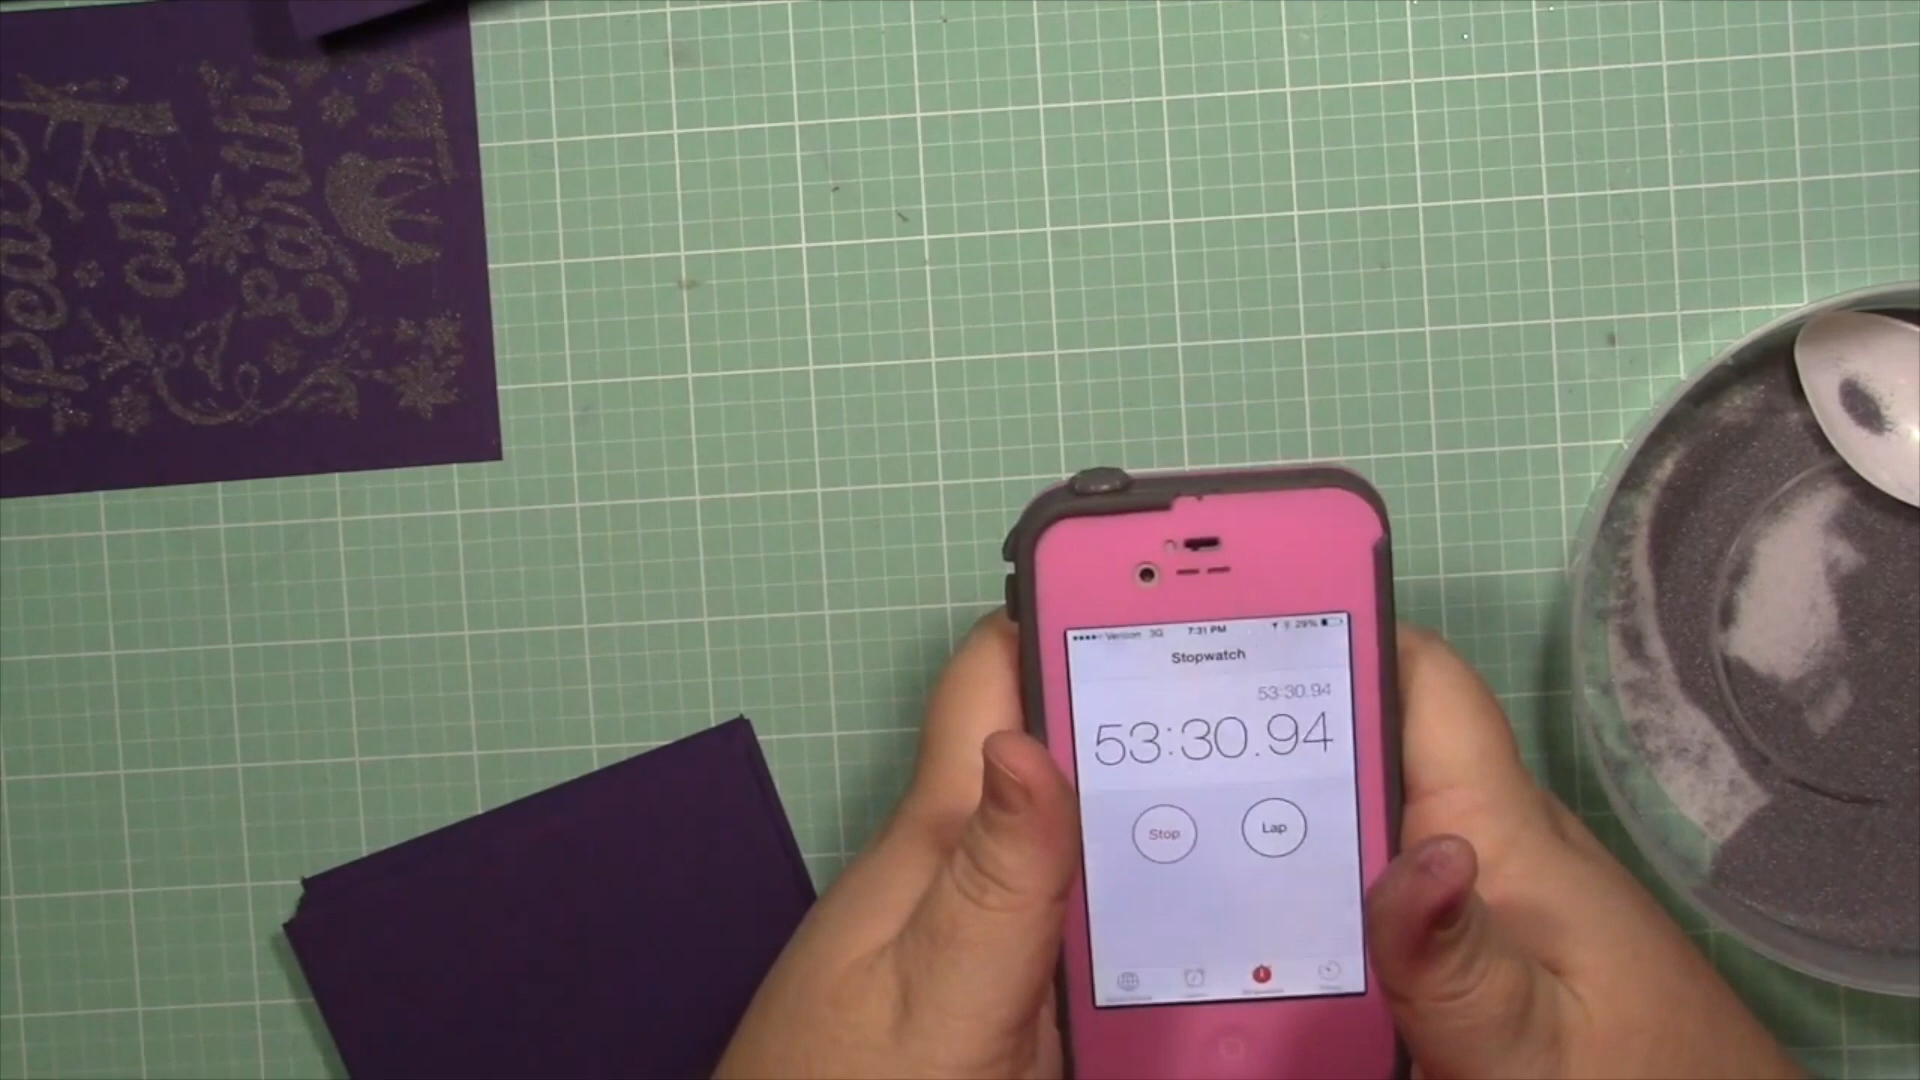 Peace
on
Earth
Verizon 3G 7:31 PM 29%
Stopwatch
53:30.94
53:30.94
Stop Lap